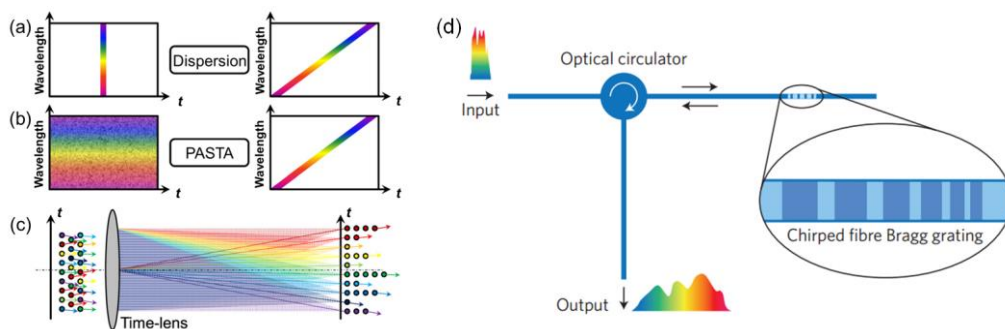 (a)
Wavelength
Dispersion
Wavelength
t
t
(b)
Wavelength
PASTA
Wavelength
t
t
(c)
t
t
Time-lens
(d)
Optical circulator
Input
Chirped fibre Bragg grating
Output